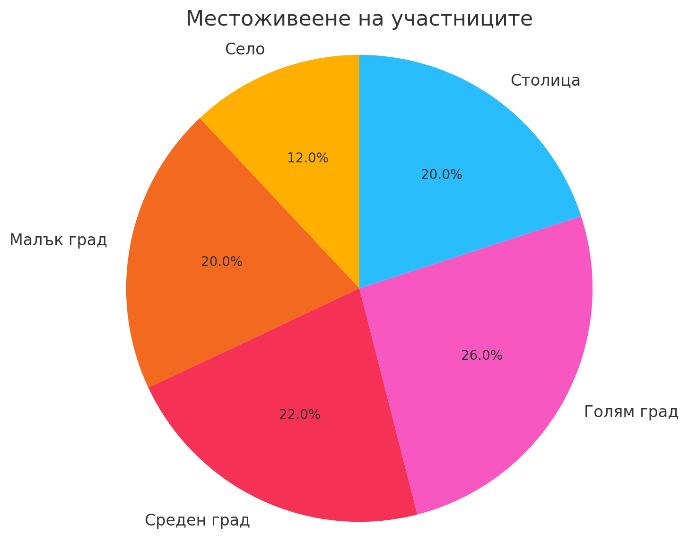 Местоживеене на участниците
Село
Столица
12.0%
20.0%
Малък град
20.0%
26.0%
Голям град
22.0%
Среден град